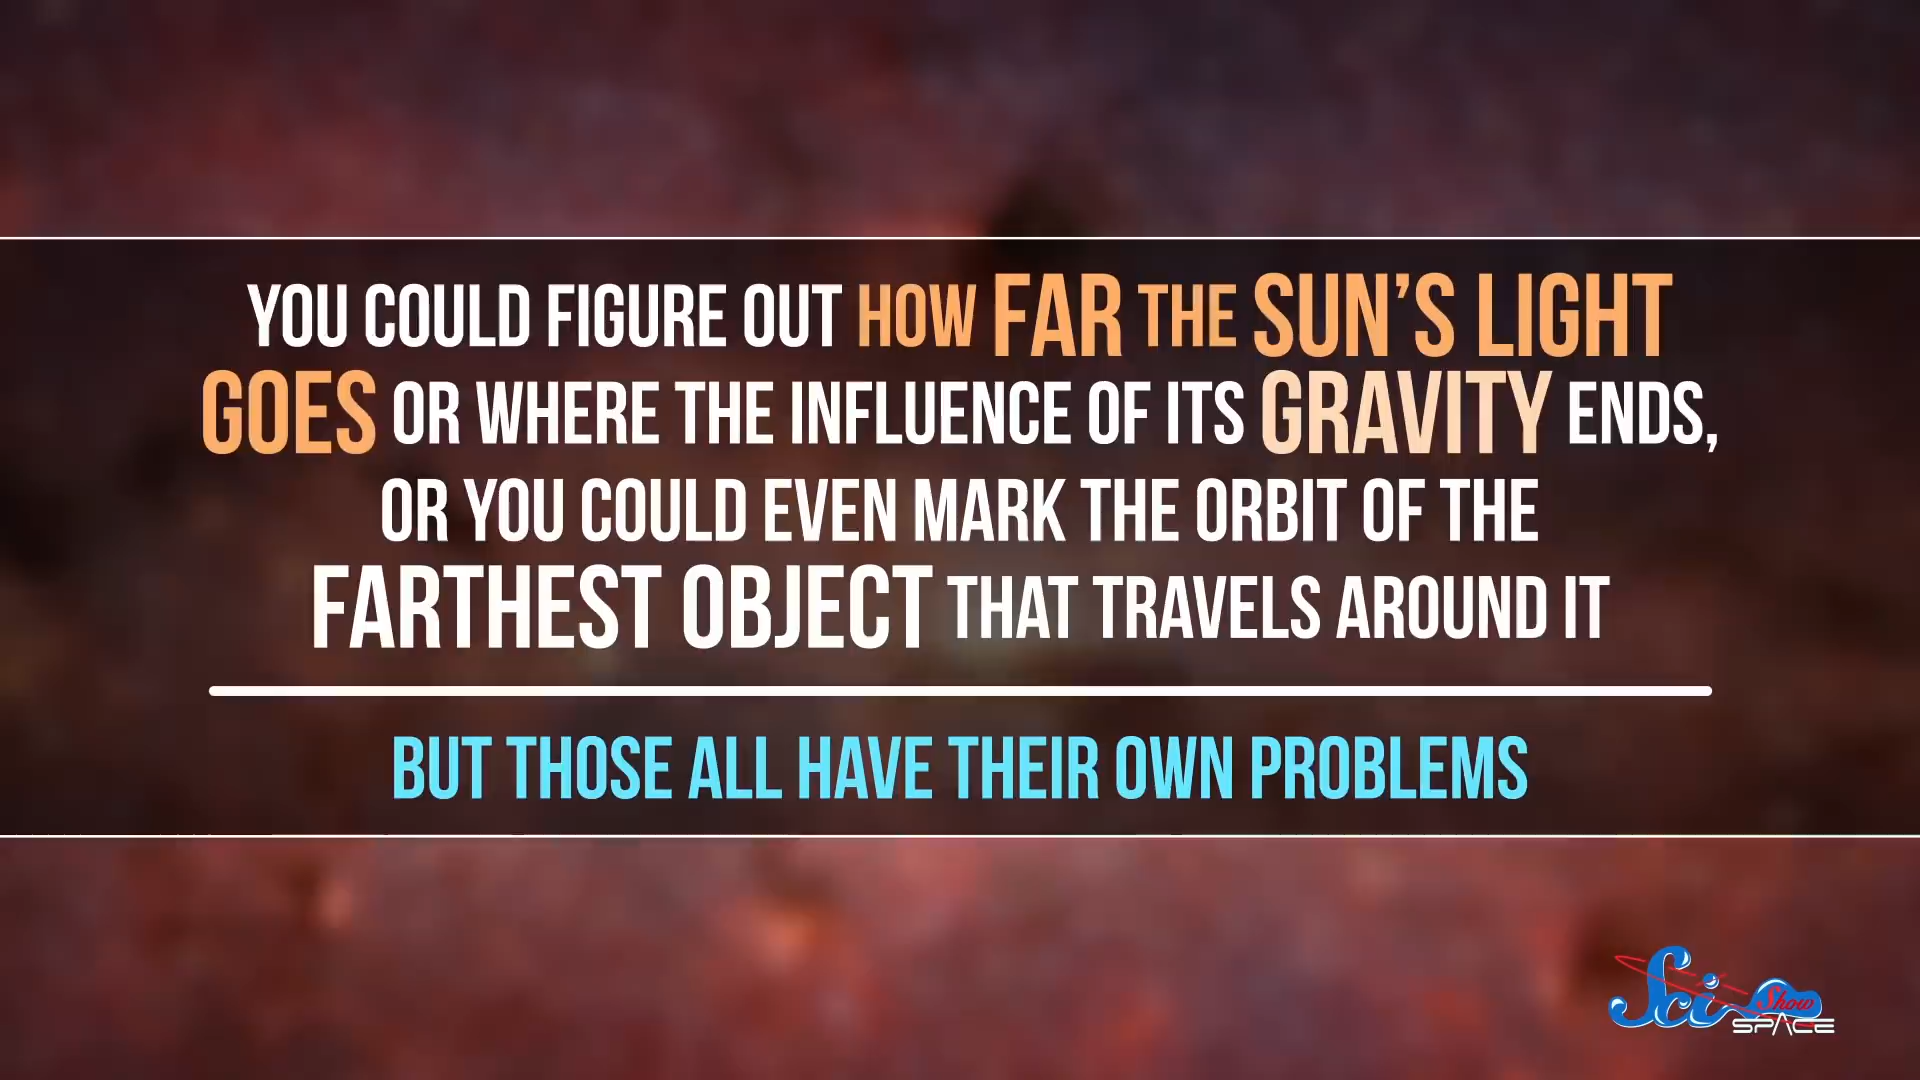 YOU COULD FIGURE OUT HOW FAR THE SUN'S LIGHT
GOES OR WHERE THE INFLUENCE OF ITS GRAVITY ENDS,
OR YOU COULD EVEN MARK THE ORBIT OF THE
FARTHEST OBJECT THAT TRAVELS AROUND IT
BUT THOSE ALL HAVE THEIR OWN PROBLEMS
Sci Show
SPACE